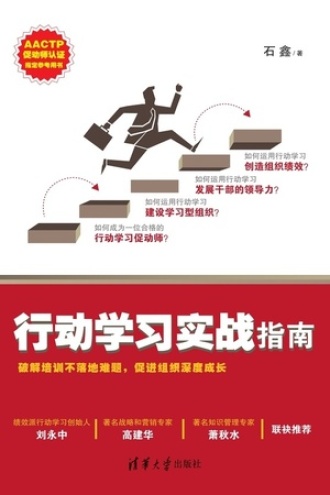 AACTP
促动师认证
指定参考用书
石 鑫 / 著
如何运用行动学习
创造组织绩效?
如何运用行动学习
发展干部的领导力?
如何运用行动学习
建设学习型组织?
如何成为一位合格的
行动学习促动师?
行动学习实战指南
破解培训不落地难题，促进组织深度成长
绩效派行动学习创始人
刘永中
著名战略和营销专家
高建华
著名知识管理专家
萧秋水
联袂推荐
清华大学出版社